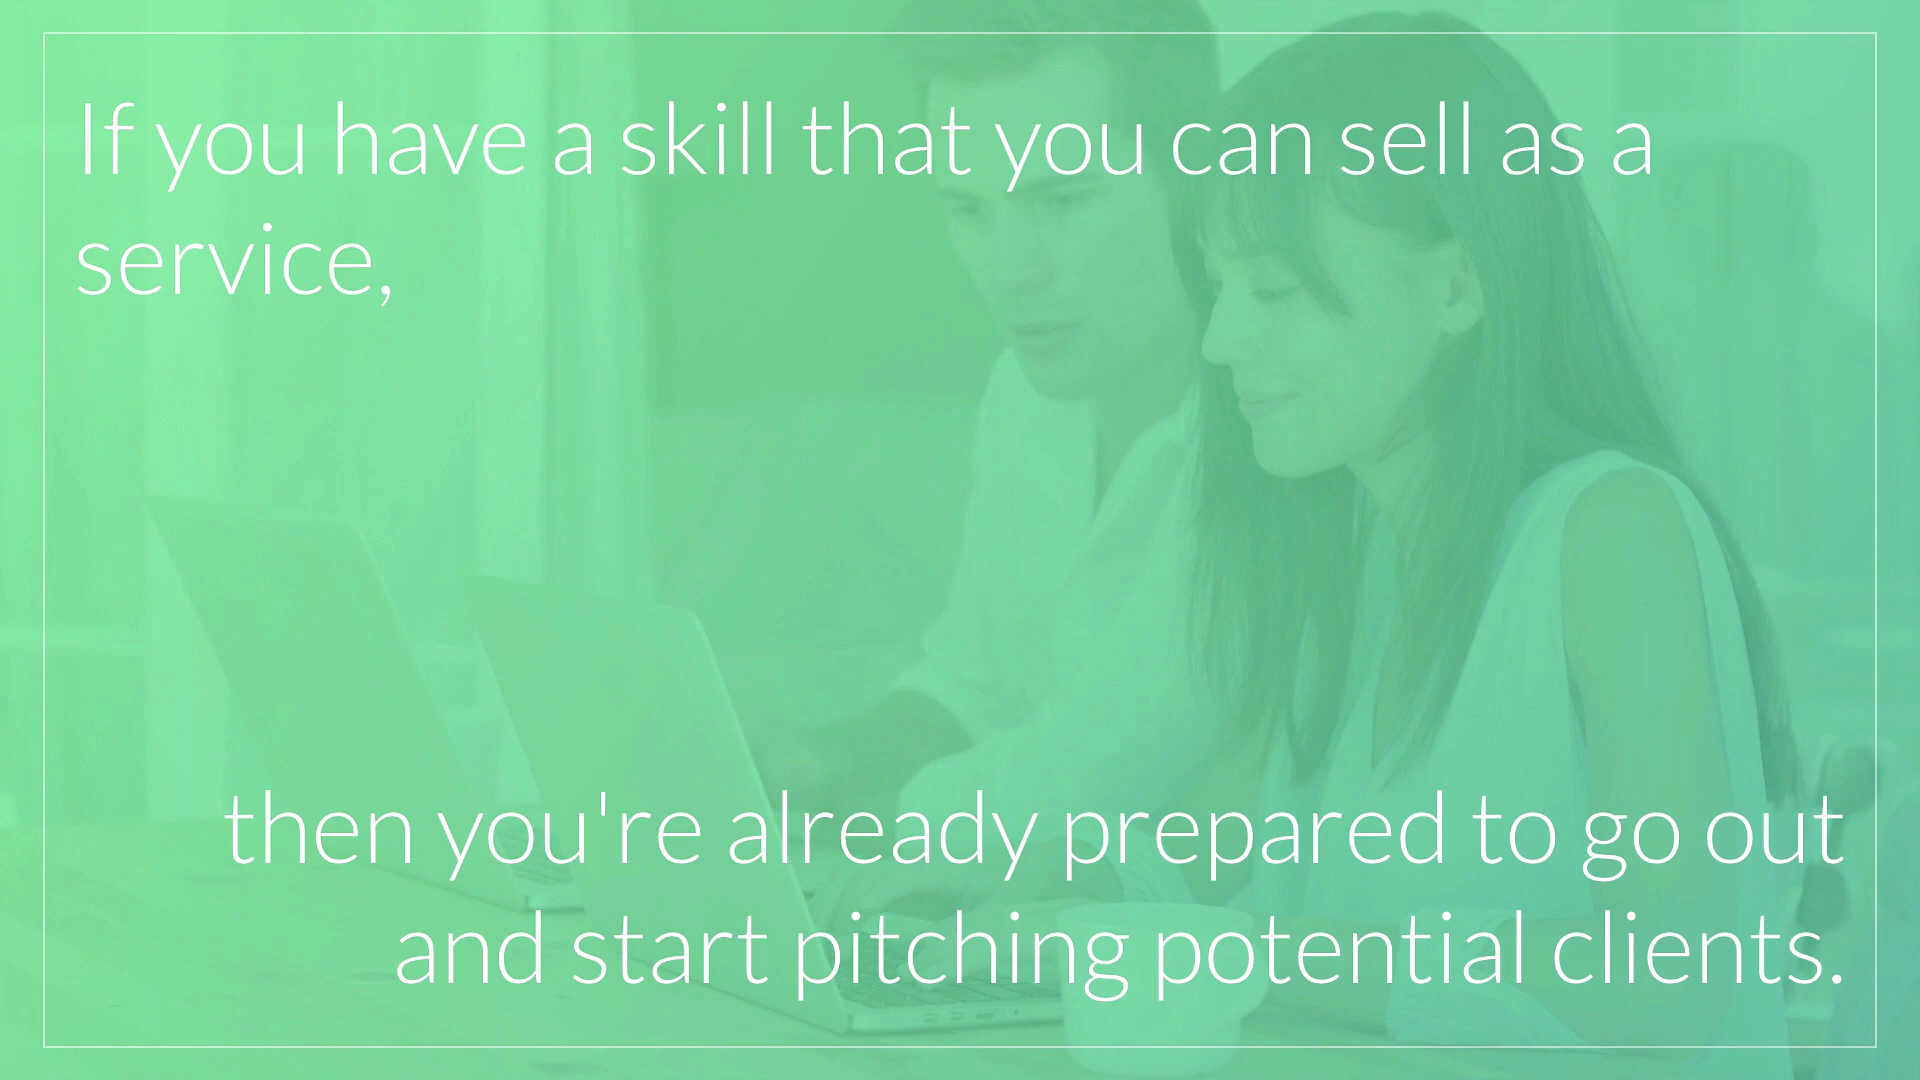 If you have a skill that you can sell as a
service,
then you're already prepared to go out
and start pitching potential clients.